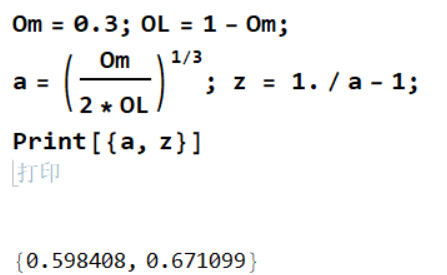 Om = 0.3; OL = 1 - Om;
a = (Om / 2 * OL)^1/3; z = 1. / a - 1;
Print[{a, z}]
打印
{0.598408, 0.671099}